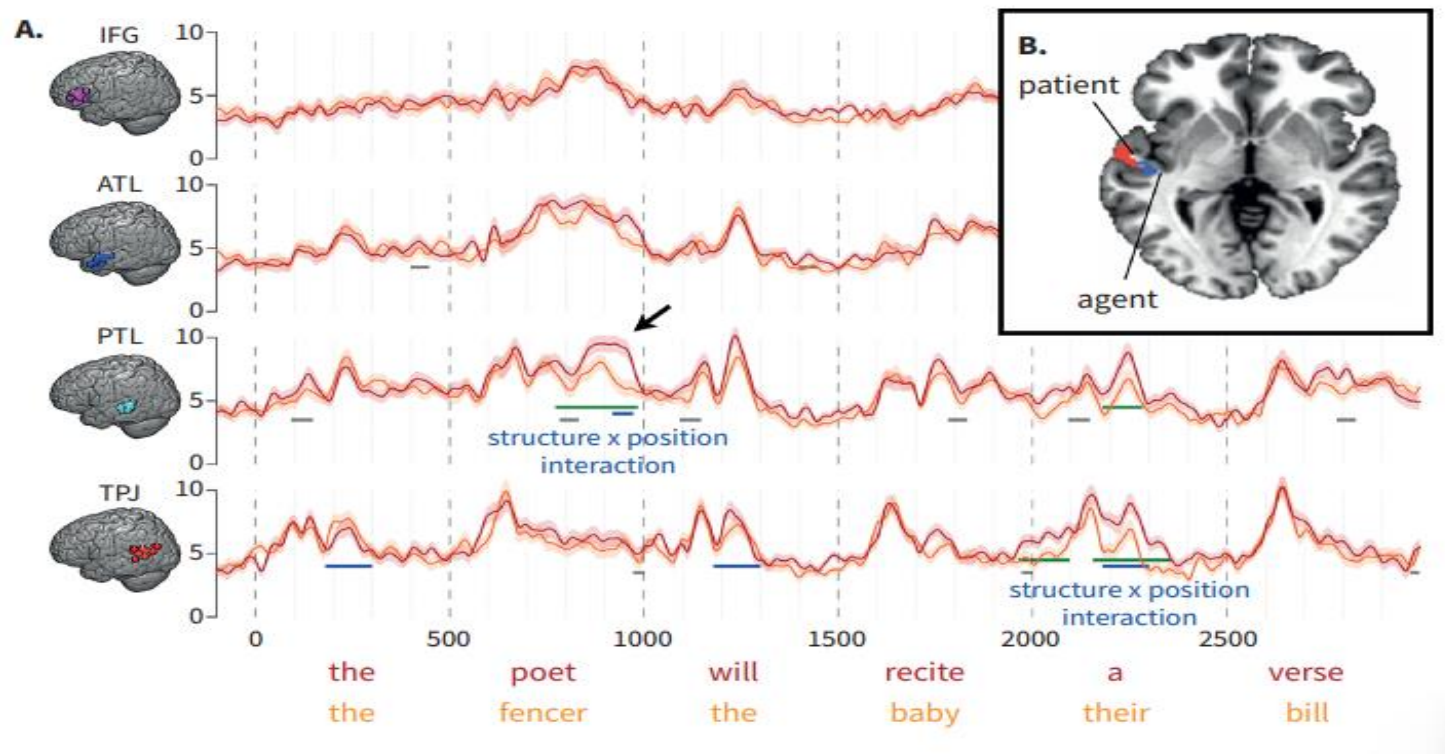 A.
IFG
10
5
0
ATL
10
5
0
PTL
10
5
0
structure x position
interaction
TPJ
10
5
0
structure x position
interaction
0 500 1000 1500 2000 2500
the poet will recite a verse
the fencer the baby their bill
B.
patient
agent